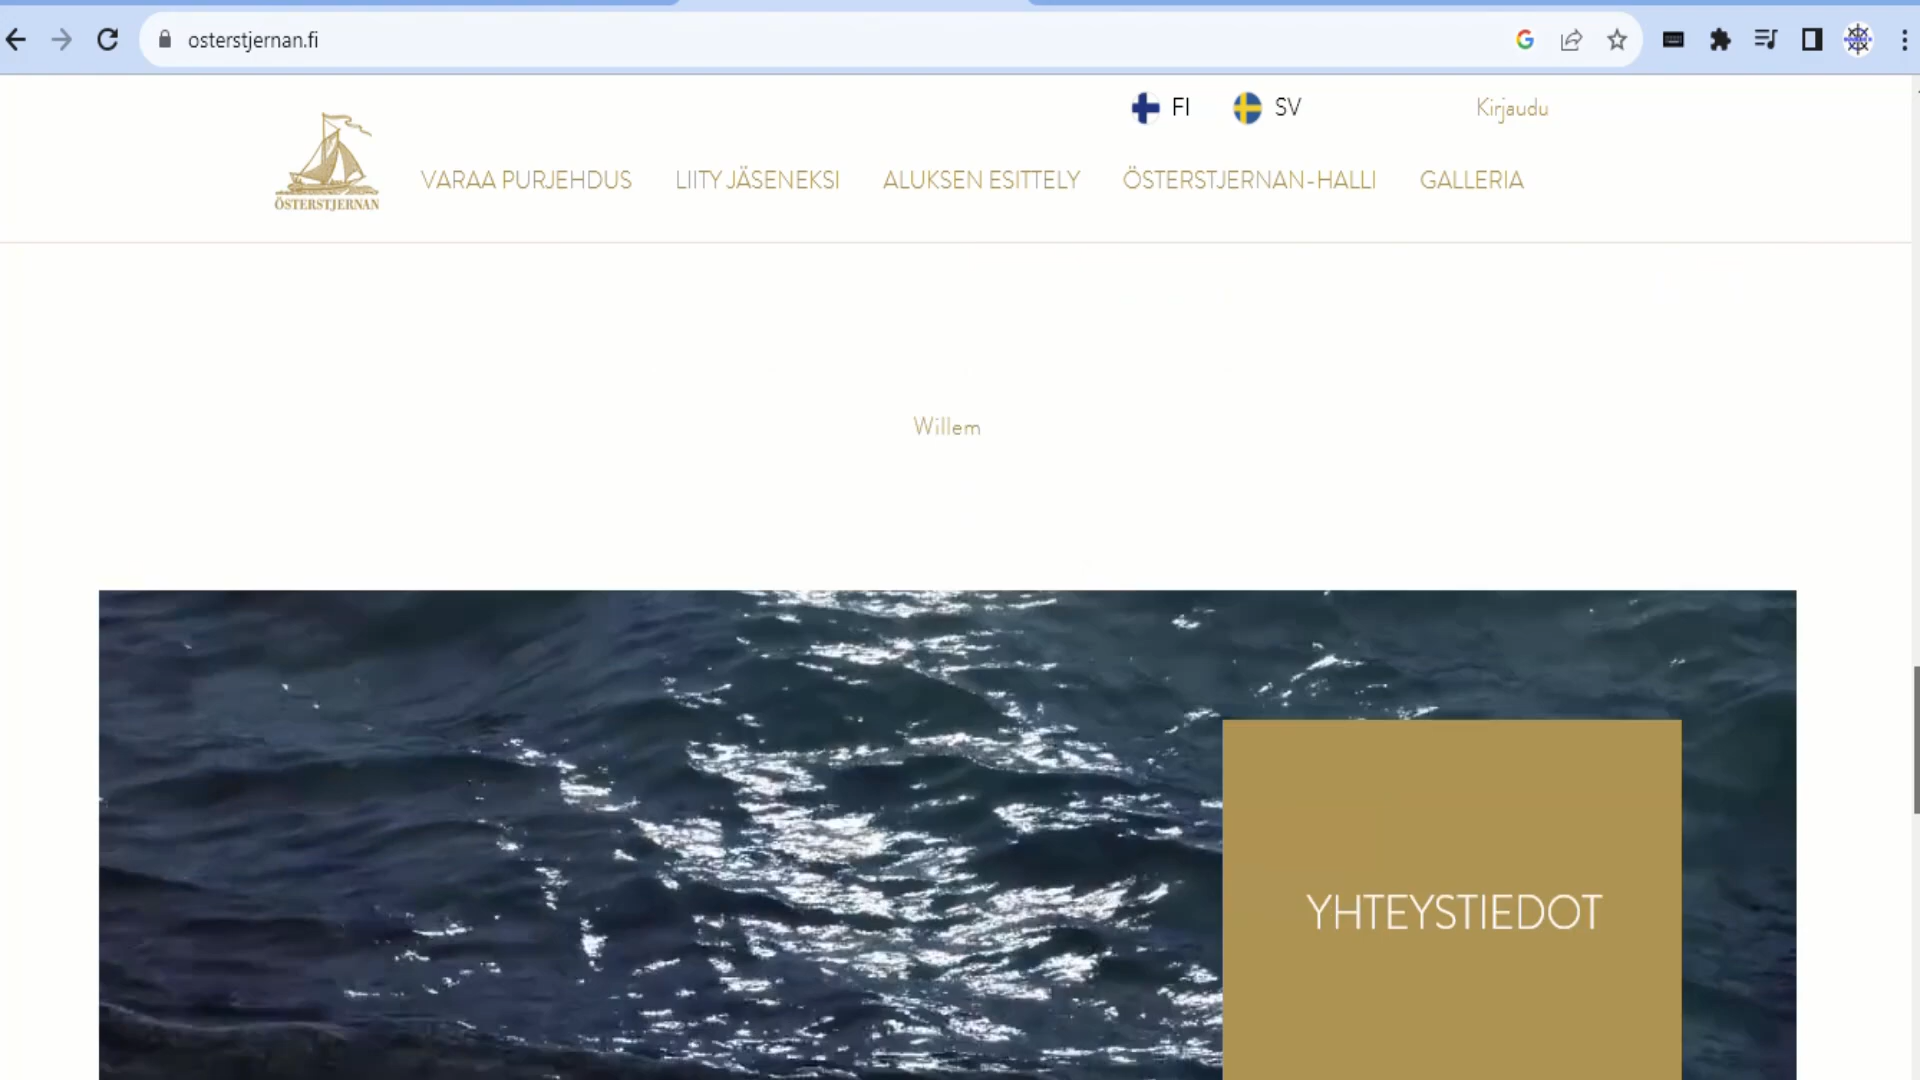 osterstjernan.fi
FI
SV
Kirjaudu
ÖSTERSTJERNAN
VARAA PURJEHDUS
LIITY JÄSENEKSI
ALUKSEN ESITTELY
ÖSTERSTJERNAN-HALLI
GALLERIA
Willem
YHTEYSTIEDOT